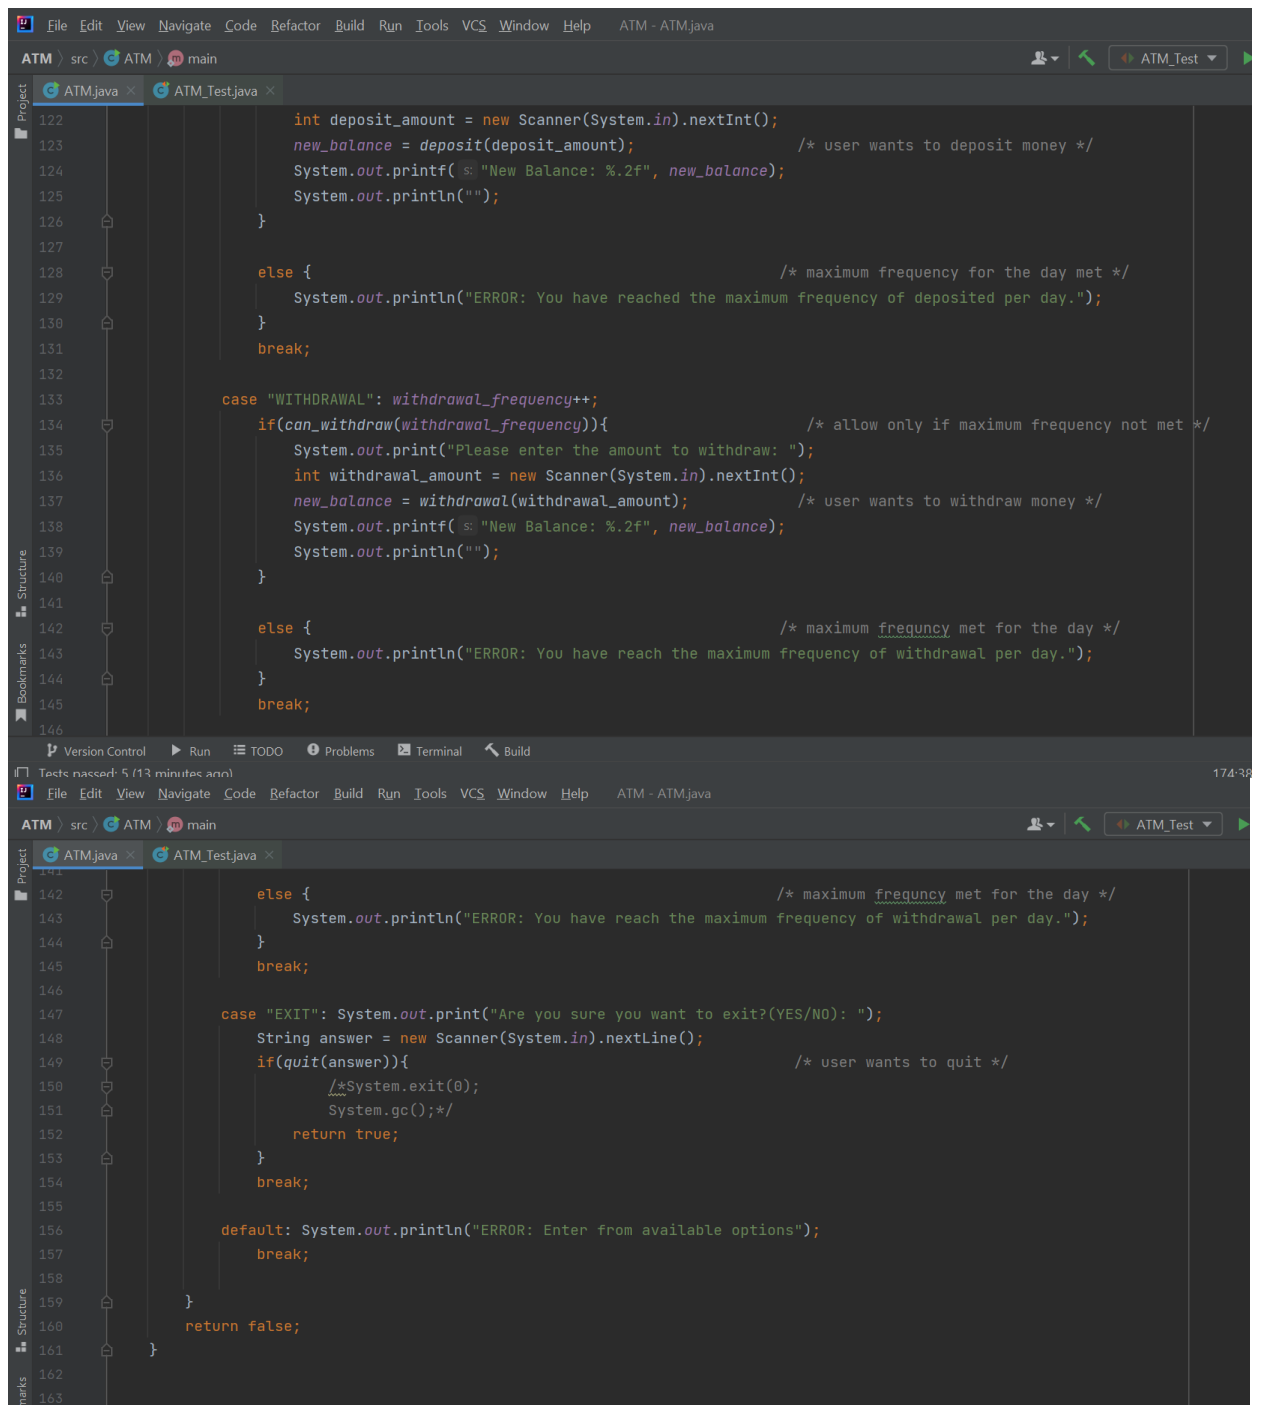 File Edit View Navigate Code Refactor Build Run Tools VCS Window Help ATM - ATM.java
ATM src ATM main ATM_Test
ATM.java ATM_Test.java
Project
122 int deposit_amount = new Scanner(System.in).nextInt();
123 new_balance = deposit(deposit_amount); /* user wants to deposit money */
124 System.out.printf( s: "New Balance: %.2f", new_balance);
125 System.out.println("");
126 }
127
128 else { /* maximum frequency for the day met */
129 System.out.println("ERROR: You have reached the maximum frequency of deposited per day.");
130 }
131 break;
132
133 case "WITHDRAWAL": withdrawal_frequency++;
134 if(can_withdraw(withdrawal_frequency)){ /* allow only if maximum frequency not met */
135 System.out.print("Please enter the amount to withdraw: ");
136 int withdrawal_amount = new Scanner(System.in).nextInt();
137 new_balance = withdrawal(withdrawal_amount); /* user wants to withdraw money */
138 System.out.printf( s: "New Balance: %.2f", new_balance);
139 System.out.println("");
140 }
141
142 else { /* maximum frequncy met for the day */
143 System.out.println("ERROR: You have reach the maximum frequency of withdrawal per day.");
144 }
145 break;
146
Structure
Bookmarks
Version Control Run TODO Problems Terminal Build
Tests passed: 5 (13 minutes ago) 174:38
File Edit View Navigate Code Refactor Build Run Tools VCS Window Help ATM - ATM.java
ATM src ATM main ATM_Test
ATM.java ATM_Test.java
Project
141
142 else { /* maximum frequncy met for the day */
143 System.out.println("ERROR: You have reach the maximum frequency of withdrawal per day.");
144 }
145 break;
146
147 case "EXIT": System.out.print("Are you sure you want to exit?(YES/NO): ");
148 String answer = new Scanner(System.in).nextLine();
149 if(quit(answer)){ /* user wants to quit */
150 /*System.exit(0);
151 System.gc();*/
152 return true;
153 }
154 break;
155
156 default: System.out.println("ERROR: Enter from available options");
157 break;
158
159 }
160 return false;
161 }
162
163
Structure
marks